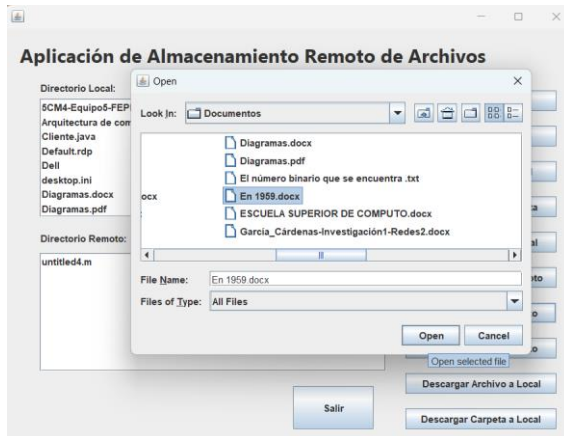 Aplicación de Almacenamiento Remoto de Archivos
Directorio Local:
5CM4-Equipo5-FEP
Arquitectura de com
Cliente.java
Default.rdp
Dell
desktop.ini
Diagramas.docx
Diagramas.pdf
Directorio Remoto:
untitled4.m
Open
Look In:
Documentos
Diagramas.docx
Diagramas.pdf
El número binario que se encuentra .txt
ocx
En 1959.docx
ESCUELA SUPERIOR DE COMPUTO.docx
García_Cárdenas-Investigación1-Redes2.docx
File Name:
En 1959.docx
Files of Type:
All Files
Open
Cancel
Open selected file
ta
al
oto
o
o
Descargar Archivo a Local
Salir
Descargar Carpeta a Local